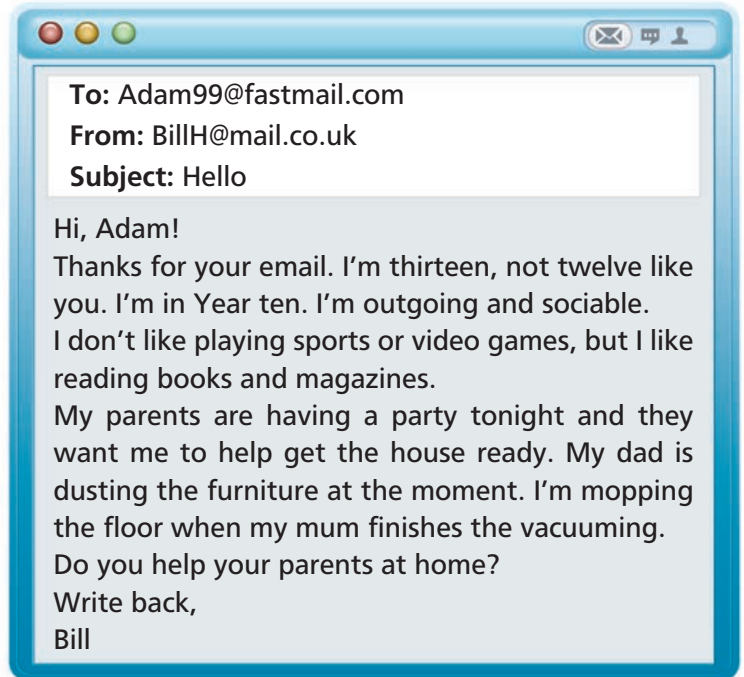 To: Adam99@fastmail.com
From: BillH@mail.co.uk
Subject: Hello
Hi, Adam!
Thanks for your email. I’m thirteen, not twelve like
you. I’m in Year ten. I’m outgoing and sociable.
I don’t like playing sports or video games, but I like
reading books and magazines.
My parents are having a party tonight and they
want me to help get the house ready. My dad is
dusting the furniture at the moment. I’m mopping
the floor when my mum finishes the vacuuming.
Do you help your parents at home?
Write back,
Bill